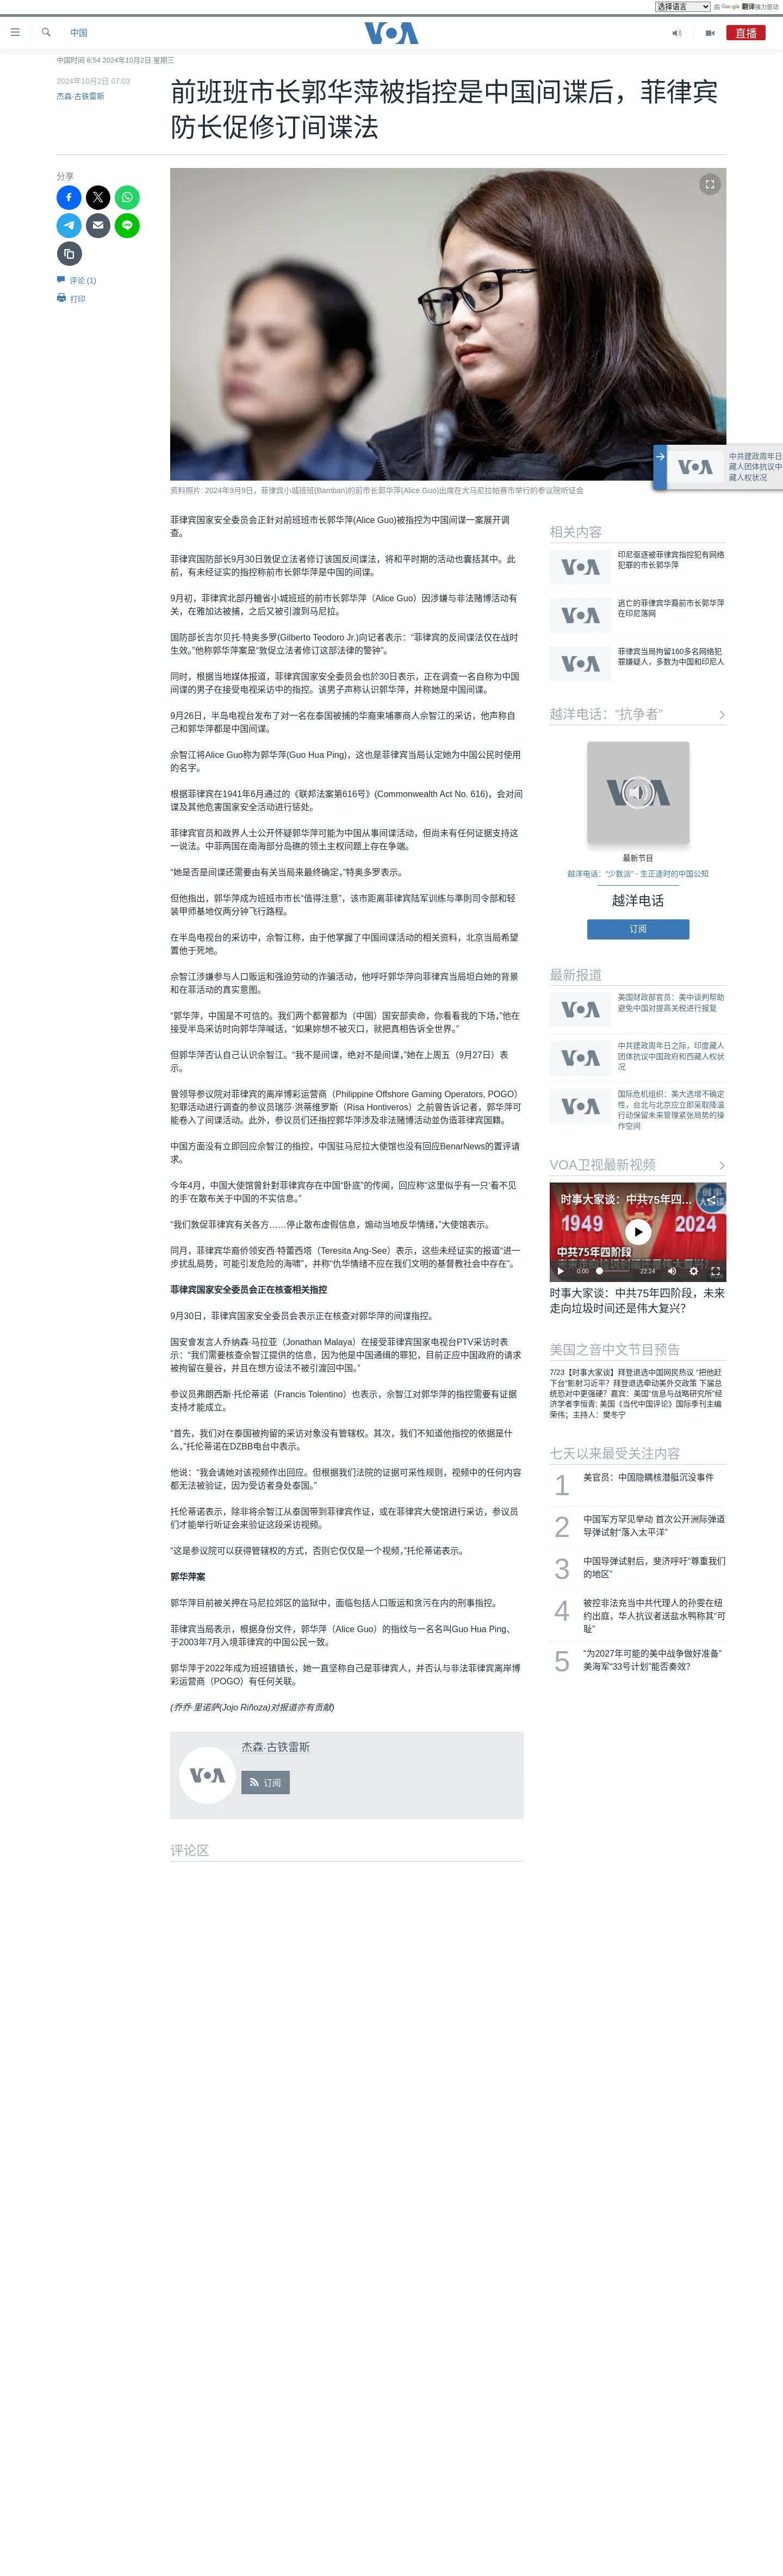 选择语言
由 Google 翻译强力驱动
中国
VOA
直播
中国时间 8:54 2024年10月2日 星期三
2024年10月2日 07:03
杰森·古铁雷斯
前班班市长郭华萍被指控是中国间谍后，菲律宾
防长促修订间谍法
分享
评论 (1)
打印
资料照片: 2024年9月9日，菲律宾小城班班(Bamban)的前市长郭华萍(Alice Guo)出席在大马尼拉帕赛市举行的参议院听证会
VOA
中共建政周年日
藏人团体抗议中
藏人权状况
菲律宾国家安全委员会正針对前班班市长郭华萍(Alice Guo)被指控为中国间谍一案展开调
查。
菲律宾国防部长9月30日敦促立法者修订该国反间谍法，将和平时期的活动也囊括其中。此
前，有未经证实的指控称前市长郭华萍是中国的间谍。
9月初，菲律宾北部丹轆省小城班班的前市长郭华萍（Alice Guo）因涉嫌与非法赌博活动有
关，在雅加达被捕，之后又被引渡到马尼拉。
国防部长吉尔贝托·特奥多罗(Gilberto Teodoro Jr.)向记者表示：“菲律宾的反间谍法仅在战时
生效。”他称郭华萍案是“敦促立法者修订这部法律的警钟”。
同时，根据当地媒体报道，菲律宾国家安全委员会也於30日表示，正在调查一名自称为中国
间谍的男子在接受电视采访中的指控。该男子声称认识郭华萍，并称她是中国间谍。
9月26日，半岛电视台发布了对一名在泰国被捕的华裔柬埔寨商人佘智江的采访，他声称自
己和郭华萍都是中国间谍。
佘智江将Alice Guo称为郭华萍(Guo Hua Ping)，这也是菲律宾当局认定她为中国公民时使用
的名字。
根据菲律宾在1941年6月通过的《联邦法案第616号》(Commonwealth Act No. 616)，会对间
谍及其他危害国家安全活动进行惩处。
菲律宾官员和政界人士公开怀疑郭华萍可能为中国从事间谍活动，但尚未有任何证据支持这
一说法。中菲两国在南海部分岛礁的领土主权问题上存在争端。
“她是否是间谍还需要由有关当局来最终确定，”特奥多罗表示。
但他指出，郭华萍成为班班市市长“值得注意”，该市距离菲律宾陆军训练与準則司令部和轻
装甲师基地仅两分钟飞行路程。
在半岛电视台的采访中，佘智江称，由于他掌握了中国间谍活动的相关资料，北京当局希望
置他于死地。
佘智江涉嫌参与人口贩运和强迫劳动的诈骗活动，他呼吁郭华萍向菲律宾当局坦白她的背景
和在菲活动的真实意图。
“郭华萍，中国是不可信的。我们两个都曾都为（中国）国安部卖命，你看看我的下场，”他在
接受半岛采访时向郭华萍喊话，“如果妳想不被灭口，就把真相告诉全世界。”
但郭华萍否认自己认识佘智江。“我不是间谍，绝对不是间谍，”她在上周五（9月27日）表
示。
曾领导参议院对菲律宾的离岸博彩运营商（Philippine Offshore Gaming Operators, POGO）
犯罪活动进行调查的参议员瑞莎·洪蒂维罗斯（Risa Hontiveros）之前曾告诉记者，郭华萍可
能卷入了间谍活动。此外，参议员们还指控郭华萍涉及非法赌博活动並伪造菲律宾国籍。
中国方面没有立即回应佘智江的指控，中国驻马尼拉大使馆也没有回应BenarNews的置评请
求。
今年4月，中国大使馆曾針對菲律宾存在中国“卧底”的传闻，回应称“这里似乎有一只‘看不见
的手’在散布关于中国的不实信息。”
“我们敦促菲律宾有关各方……停止散布虚假信息，煽动当地反华情绪，”大使馆表示。
同月，菲律宾华裔侨领安西·特蕾西塔（Teresita Ang-See）表示，这些未经证实的报道“进一
步扰乱局势，可能引发危险的海啸”，并称“仇华情绪不应在我们文明的基督教社会中存在”。
菲律宾国家安全委员会正在核查相关指控
9月30日，菲律宾国家安全委员会表示正在核查对郭华萍的间谍指控。
国安會发言人乔纳森·马拉亚（Jonathan Malaya）在接受菲律宾国家电视台PTV采访时表
示：“我们需要核查佘智江提供的信息，因为他是中国通缉的罪犯，目前正应中国政府的请求
被拘留在曼谷，并且在想方设法不被引渡回中国。”
参议员弗朗西斯·托伦蒂诺（Francis Tolentino）也表示，佘智江对郭华萍的指控需要有证据
支持才能成立。
“首先，我们对在泰国被拘留的采访对象没有管辖权。其次，我们不知道他指控的依据是什
么，”托伦蒂诺在DZBB电台中表示。
他说：“我会请她对该视频作出回应。但根据我们法院的证据可采性规则，视频中的任何内容
都无法被验证，因为受访者身处泰国。”
托伦蒂诺表示，除非将佘智江从泰国带到菲律宾作证，或在菲律宾大使馆进行采访，参议员
们才能举行听证会来验证这段采访视频。
“这是参议院可以获得管辖权的方式，否则它仅仅是一个视频，”托伦蒂诺表示。
郭华萍案
郭华萍目前被关押在马尼拉郊区的监狱中，面临包括人口贩运和贪污在内的刑事指控。
菲律宾当局表示，根据身份文件，郭华萍（Alice Guo）的指纹与一名名叫Guo Hua Ping、
于2003年7月入境菲律宾的中国公民一致。
郭华萍于2022年成为班班镇镇长，她一直坚称自己是菲律宾人，并否认与非法菲律宾离岸博
彩运营商（POGO）有任何关联。
(乔乔·里诺萨(Jojo Riñoza)对报道亦有贡献)
VOA
杰森·古铁雷斯
订阅
评论区
相关内容
VOA
印尼驱逐被菲律宾指控犯有网络
犯罪的市长郭华萍
VOA
逃亡的菲律宾华裔前市长郭华萍
在印尼落网
VOA
菲律宾当局拘留160多名网络犯
罪嫌疑人，多数为中国和印尼人
越洋电话：“抗争者”
VOA
最新节目
越洋电话：“少数派” - 生正逢时的中国公知
越洋电话
订阅
最新报道
VOA
美国财政部官员：美中谈判帮助
避免中国对提高关税进行报复
VOA
中共建政周年日之际，印度藏人
团体抗议中国政府和西藏人权状
况
VOA
国际危机组织：美大选增不确定
性，台北与北京应立即采取降温
行动保留未来管理紧张局势的操
作空间
VOA卫视最新视频
时事大家谈：中共75年四…
1949
2024
中共75年四阶段
未来走向垃圾时间还是伟大复兴？
0:00
22:24
时事大家谈：中共75年四阶段，未来
走向垃圾时间还是伟大复兴？
美国之音中文节目预告
7/23【时事大家谈】拜登退选中国网民热议 “把他赶
下台”影射习近平？拜登退选牵动美外交政策 下届总
统恐对中更强硬？嘉宾：美国“信息与战略研究所”经
济学者李恒青; 美国《当代中国评论》国际季刊主编
荣伟；主持人：樊冬宁
七天以来最受关注内容
1
美官员：中国隐瞒核潜艇沉没事件
2
中国军方罕见举动 首次公开洲际弹道
导弹试射“落入太平洋”
3
中国导弹试射后，斐济呼吁“尊重我们
的地区”
4
被控非法充当中共代理人的孙雯在纽
约出庭，华人抗议者送盐水鸭称其“可
耻”
5
“为2027年可能的美中战争做好准备”
美海军“33号计划”能否奏效？